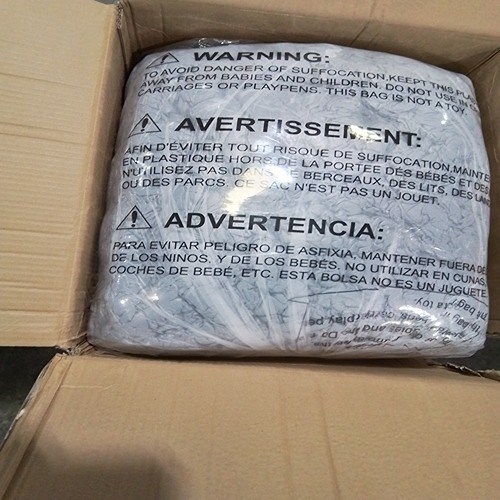 WARNING:
TO AVOID DANGER OF SUFFOCATION,KEEPT THIS
AWAY FROM BABIES AND CHILDREN. DO NOT USE IN
CARRIAGES OR PLAYPENS. THIS BAG IS NOT A TOY.
AVERTISSEMENT:
AFIN D'ÉVITER TOUT RISQUE DE SUFFOCATION,
EN PLASTIQUE HORS DE LA PORTÉE DES BÉBÉS ET
N'UTILISEZ PAS DANS BERCEAUX, DES LITS, DES
OU DES PARCS. CE SAC N'EST PAS UN JOUET.
ADVERTENCIA:
PARA EVITAR PELIGRO DE ASFIXIA, MANTENER FUERA DE
DE LOS NINOS. Y DE LOS BEBÉS. NO UTILIZAR EN CUNAS,
COCHES DE BEBÉ, ETC. ESTA BOLSA NO ES UN JUGUETE.